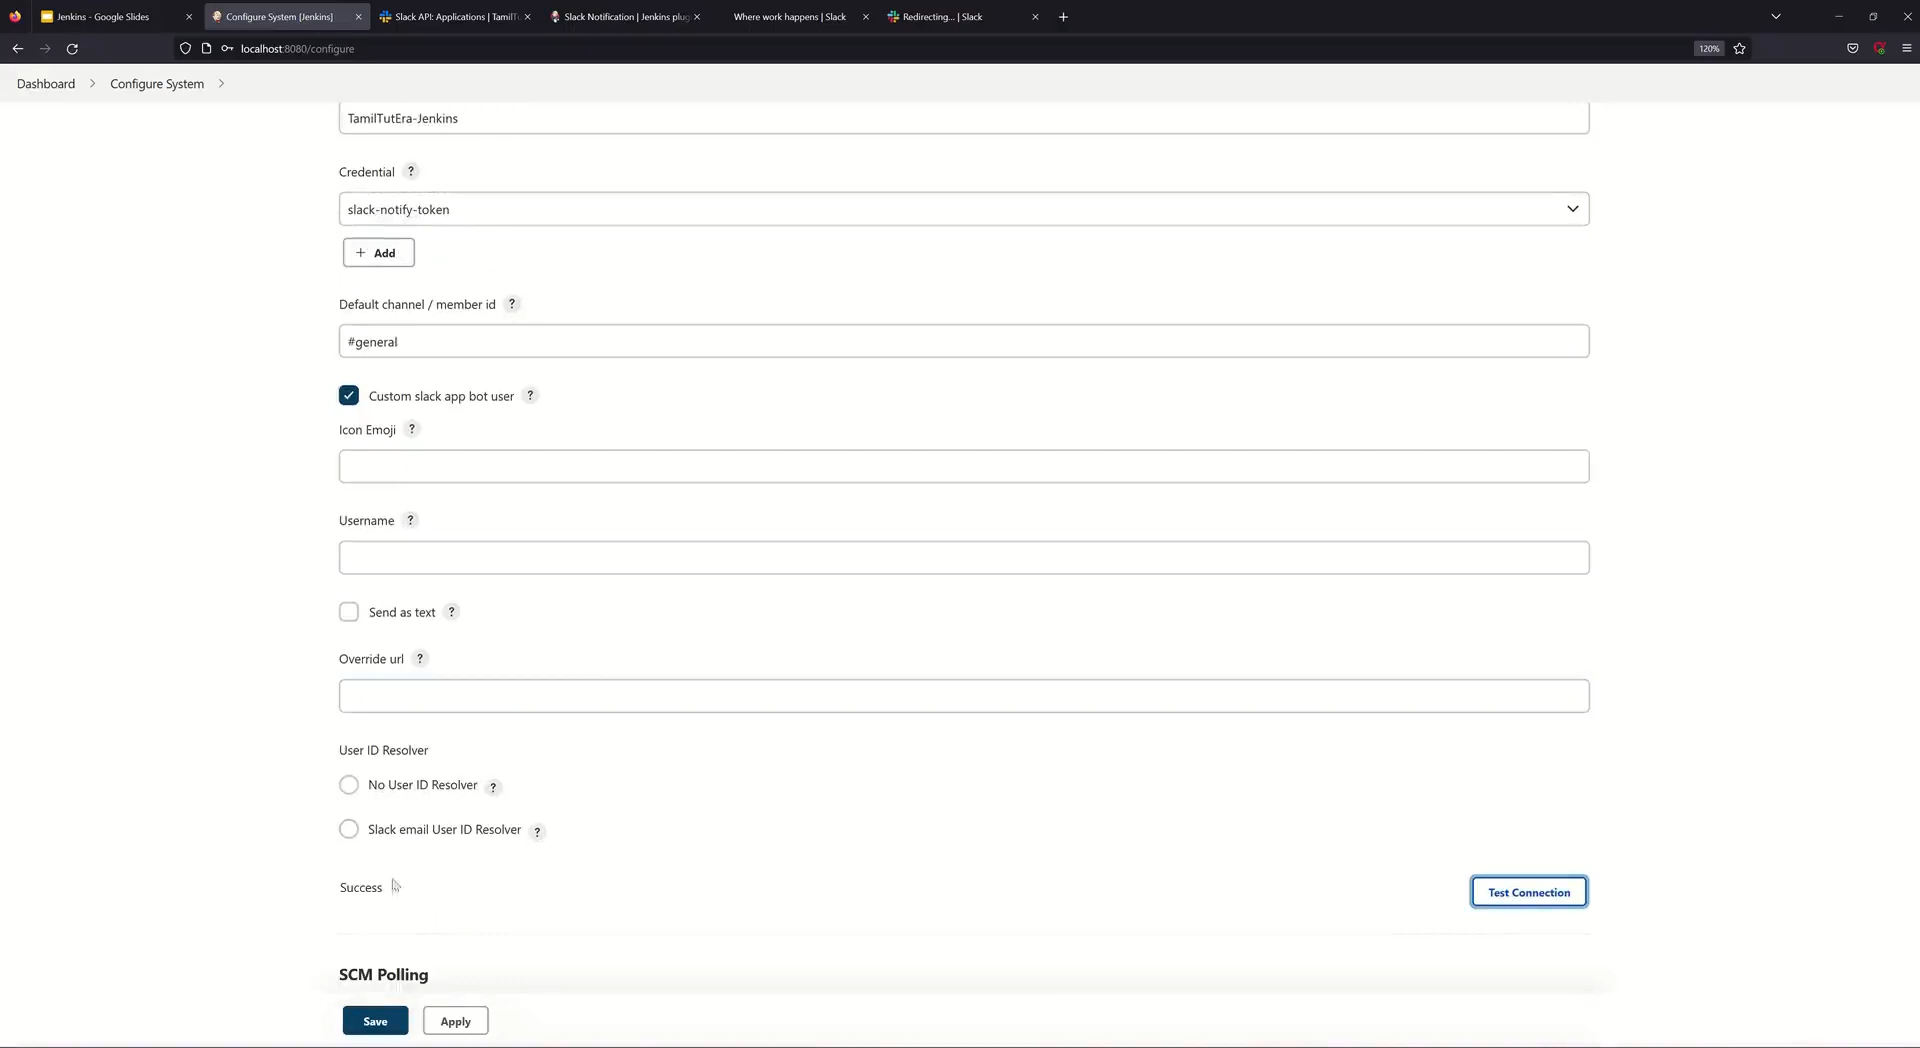 Jenkins - Google Slides
Configure System [Jenkins]
Slack API: Applications | TamilT
Slack Notification | Jenkins plug
Where work happens | Slack
Redirecting... | Slack
localhost:8080/configure
120%
Dashboard
Configure System
TamilTutEra-Jenkins
Credential ?
slack-notify-token
+ Add
Default channel / member id ?
#general
Custom slack app bot user ?
Icon Emoji ?
Username ?
Send as text ?
Override url ?
User ID Resolver
No User ID Resolver ?
Slack email User ID Resolver ?
Success
Test Connection
SCM Polling
Save
Apply